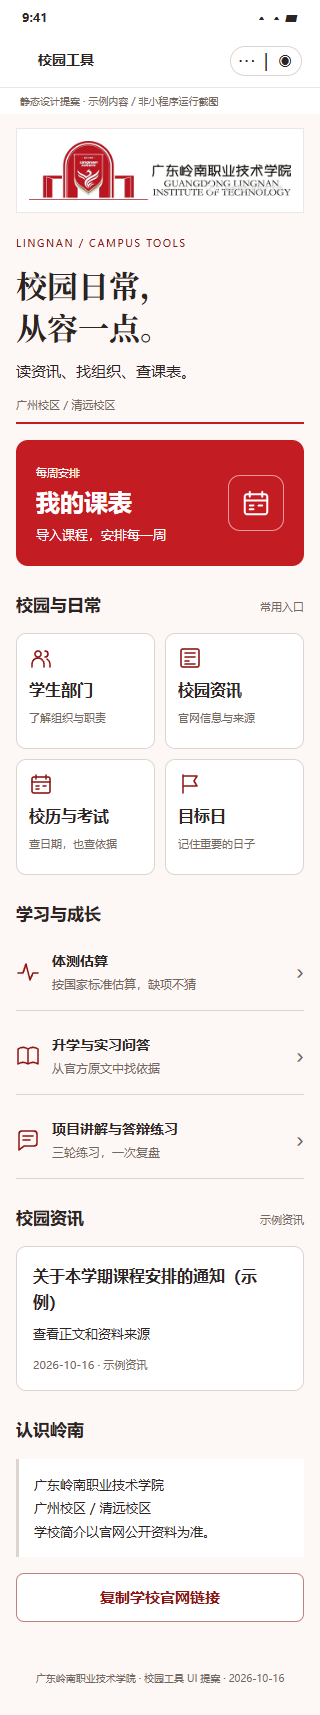 9:41
校园工具
静态设计提案 · 示例内容 / 非小程序运行截图
广东岭南职业技术学院
GUANGDONG LINGNAN
INSTITUTE OF TECHNOLOGY
LINGNAN / CAMPUS TOOLS
校园日常，
从容一点。
读资讯、找组织、查课表。
广州校区 / 清远校区
每周安排
我的课表
导入课程，安排每一周
校园与日常
常用入口
学生部门
了解组织与职责
校园资讯
官网信息与来源
校历与考试
查日期，也查依据
目标日
记住重要的日子
学习与成长
体测估算
按国家标准估算，缺项不猜
升学与实习问答
从官方原文中找依据
项目讲解与答辩练习
三轮练习，一次复盘
校园资讯
示例资讯
关于本学期课程安排的通知（示
例）
查看正文和资料来源
2026-10-16 · 示例资讯
认识岭南
广东岭南职业技术学院
广州校区 / 清远校区
学校简介以官网公开资料为准。
复制学校官网链接
广东岭南职业技术学院 · 校园工具 UI 提案 · 2026-10-16